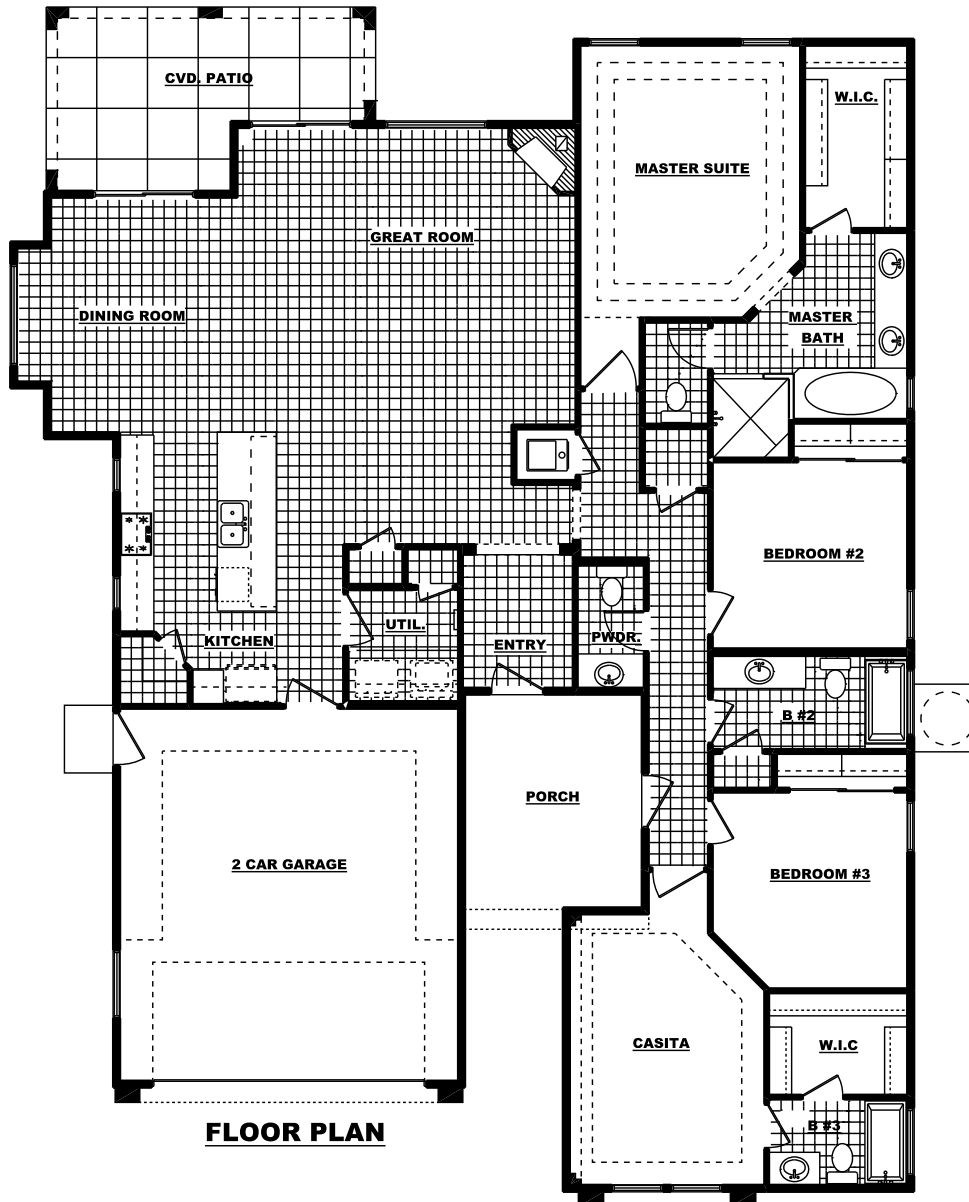 CVD. PATIO
W.I.C.
MASTER SUITE
GREAT ROOM
DINING ROOM
MASTER
BATH
BEDROOM #2
UTIL.
KITCHEN
ENTRY
PWDR.
B #2
PORCH
2 CAR GARAGE
BEDROOM #3
CASITA
W.I.C
B #3
FLOOR PLAN